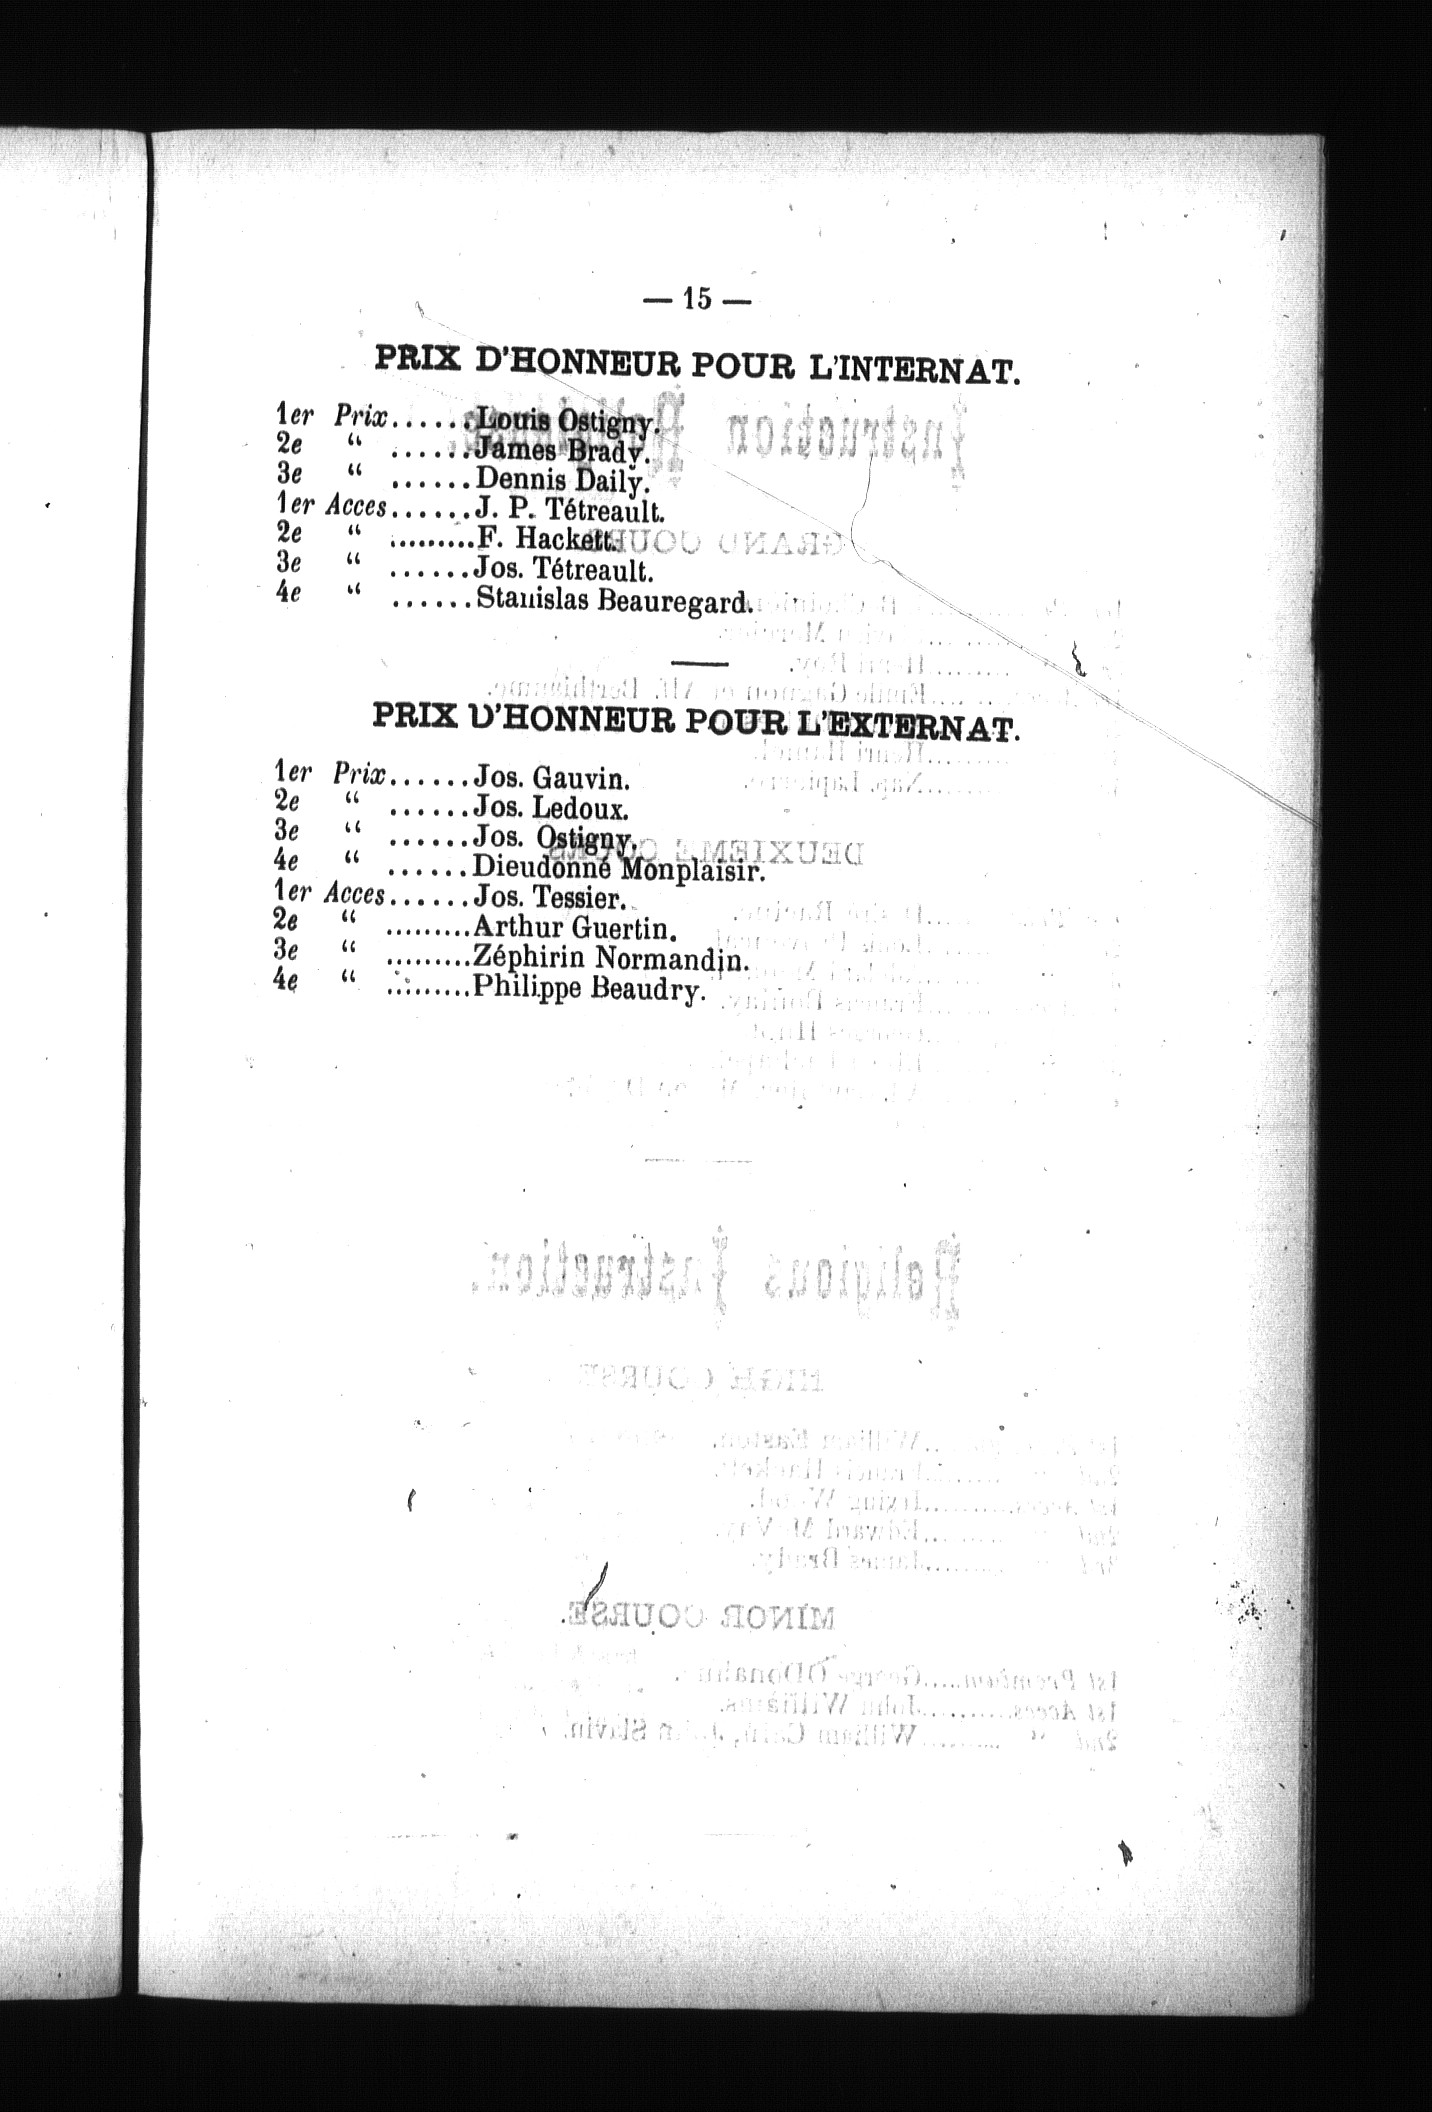 — 15 —
PRIX D'HONNEUR POUR L'INTERNAT.
1er Prix......Louis Ostigny.
2e “ ......James Brady.
3e “ ......Dennis Daily.
1er Acces......J. P. Tétreault.
2e “ .........F. Hackett.
3e “ ......Jos. Tétreault.
4e “ ......Stanislas Beauregard.
PRIX D'HONNEUR POUR L'EXTERNAT.
1er Prix......Jos. Gauvin.
2e “ ......Jos. Ledoux.
3e “ ......Jos. Ostigny.
4e “ ......Dieudonné Monplaisir.
1er Acces......Jos. Tessier.
2e “ .........Arthur Guertin.
3e “ .........Zéphirin Normandin.
4e “ .........Philippe Beaudry.